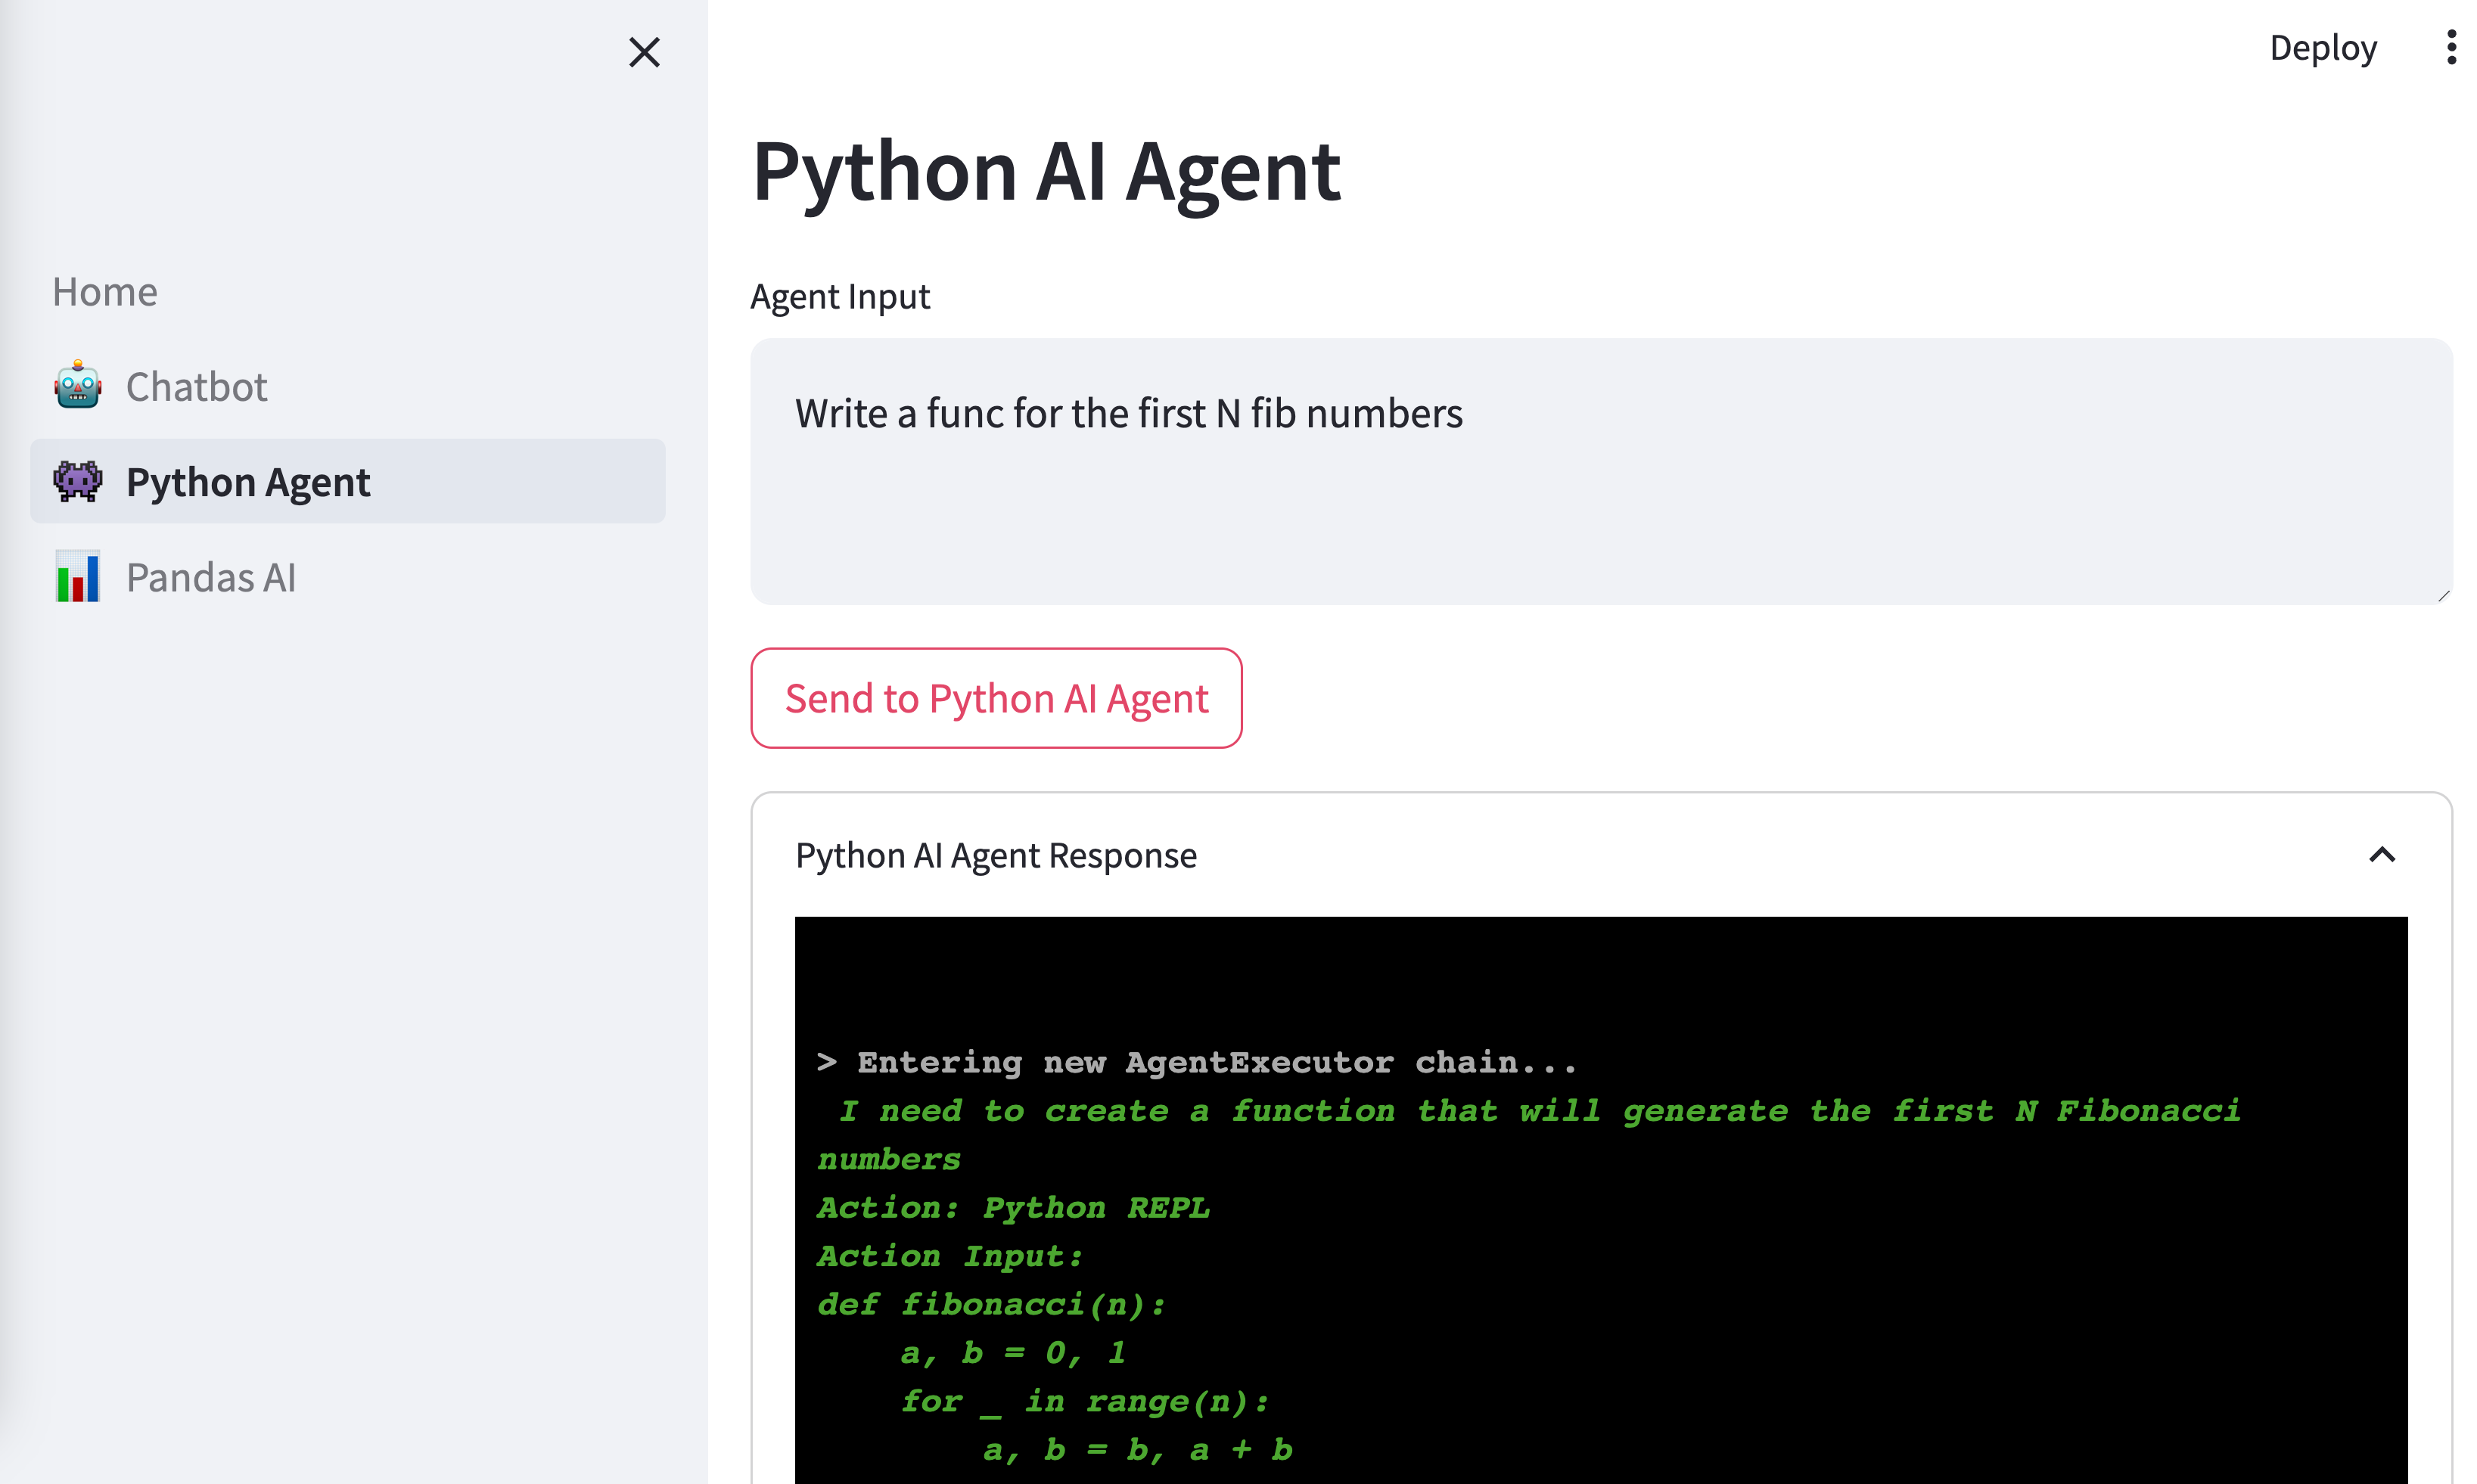 Deploy
Home
Chatbot
Python Agent
Pandas AI
Python AI Agent
Agent Input
Write a func for the first N fib numbers
Send to Python AI Agent
Python AI Agent Response
> Entering new AgentExecutor chain...
I need to create a function that will generate the first N Fibonacci
numbers
Action: Python REPL
Action Input:
def fibonacci(n):
    a, b = 0, 1
    for _ in range(n):
        a, b = b, a + b